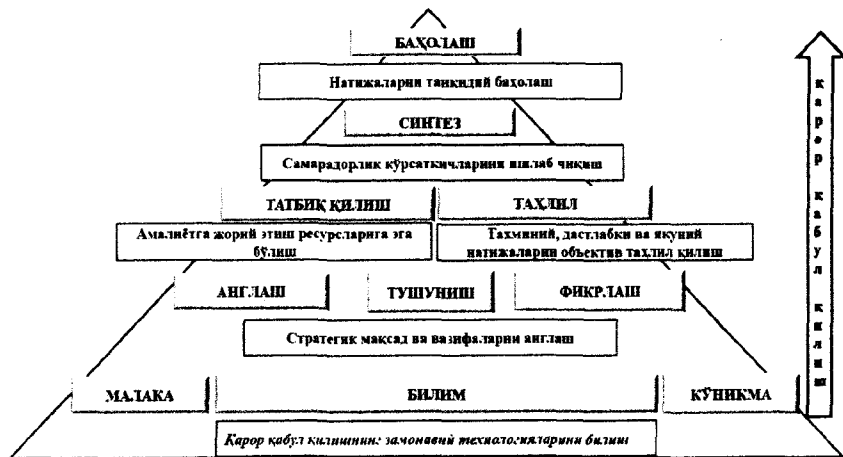 БАҲОЛАШ
Натижаларни танқидий баҳолаш
СИНТЕЗ
Самарадорлик кўрсаткичларини ишлаб чиқиш
ТАТБИҚ ҚИЛИШ
ТАҲЛИЛ
Амалиётга жорий этиш ресурсларига эга
бўлиш
Тахминий, дастлабки ва якуний
натижаларни объектив таҳлил қилиш
АНГЛАШ
ТУШУНИШ
ФИКРЛАШ
Стратегик мақсад ва вазифаларни англаш
МАЛАКА
БИЛИМ
КЎНИКМА
Қарор қабул қилишнинг замонавий технологияларини билиш
қарор қабул қилиш